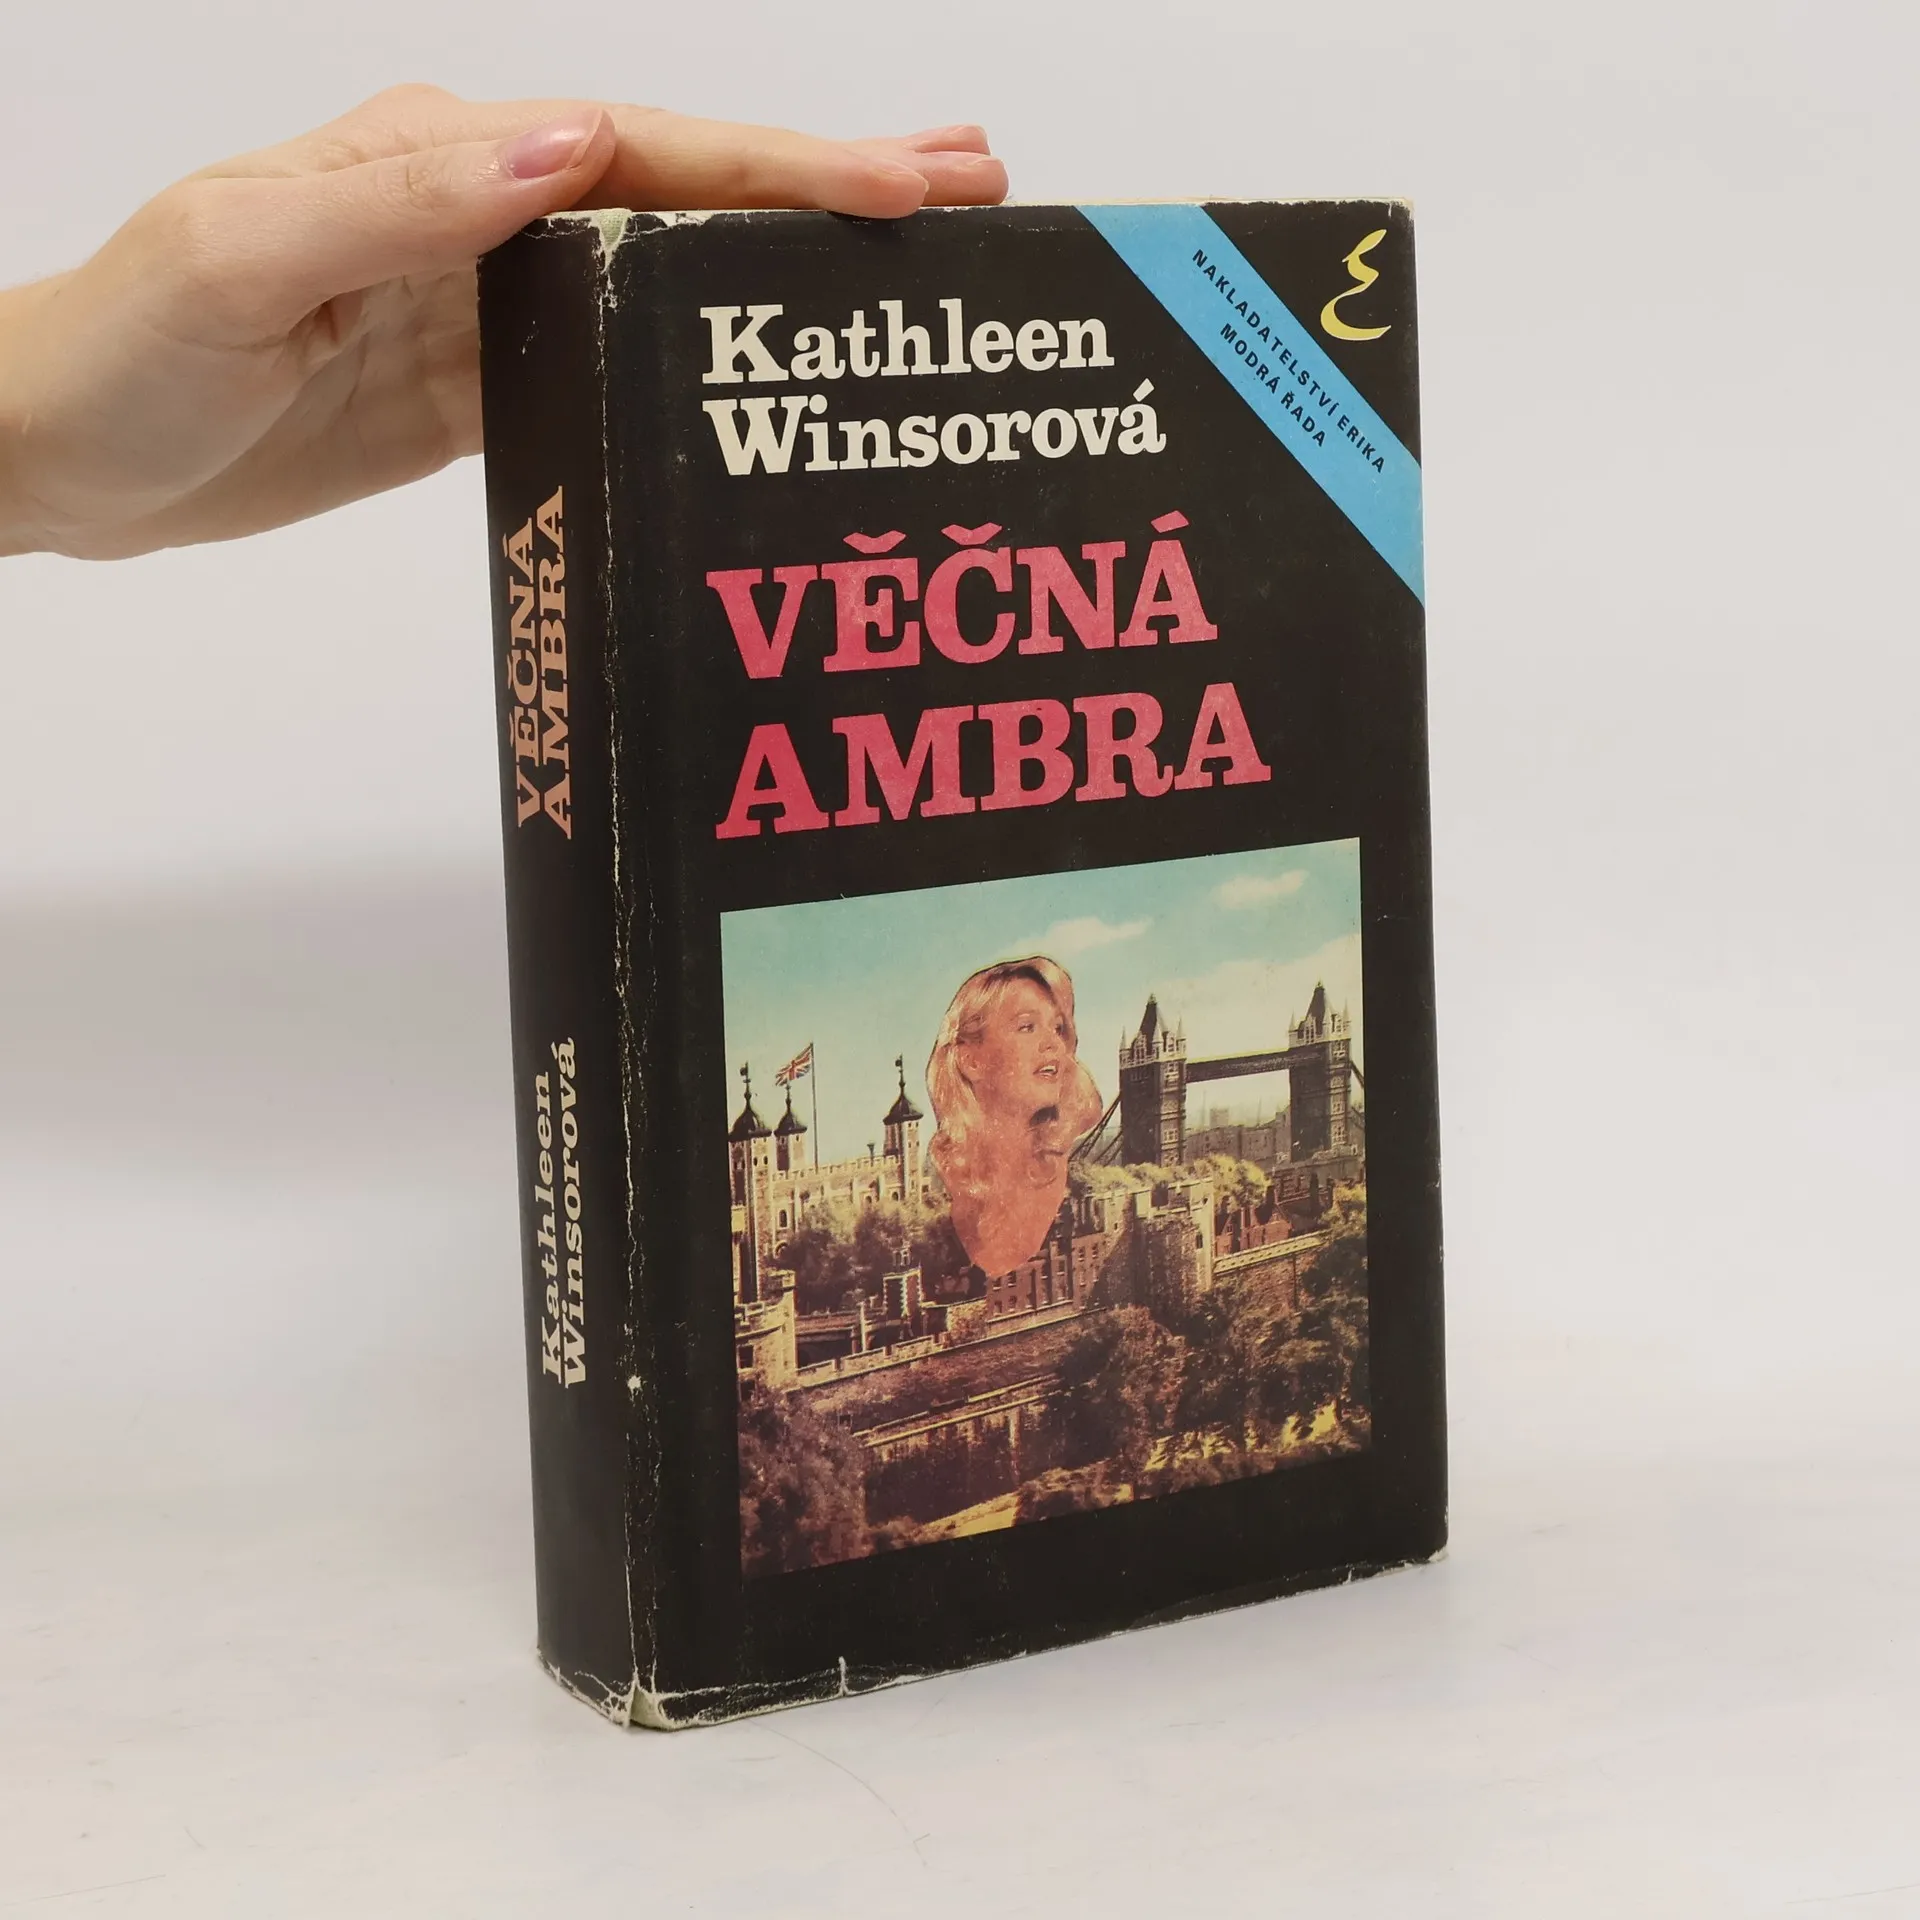 Kathleen
Winsorová
VĚČNÁ
AMBRA
NAKLADATELSTVÍ ERIKA
MODRÁ ŘADA
VĚČNÁ
AMBRA
Kathleen
Winsorová